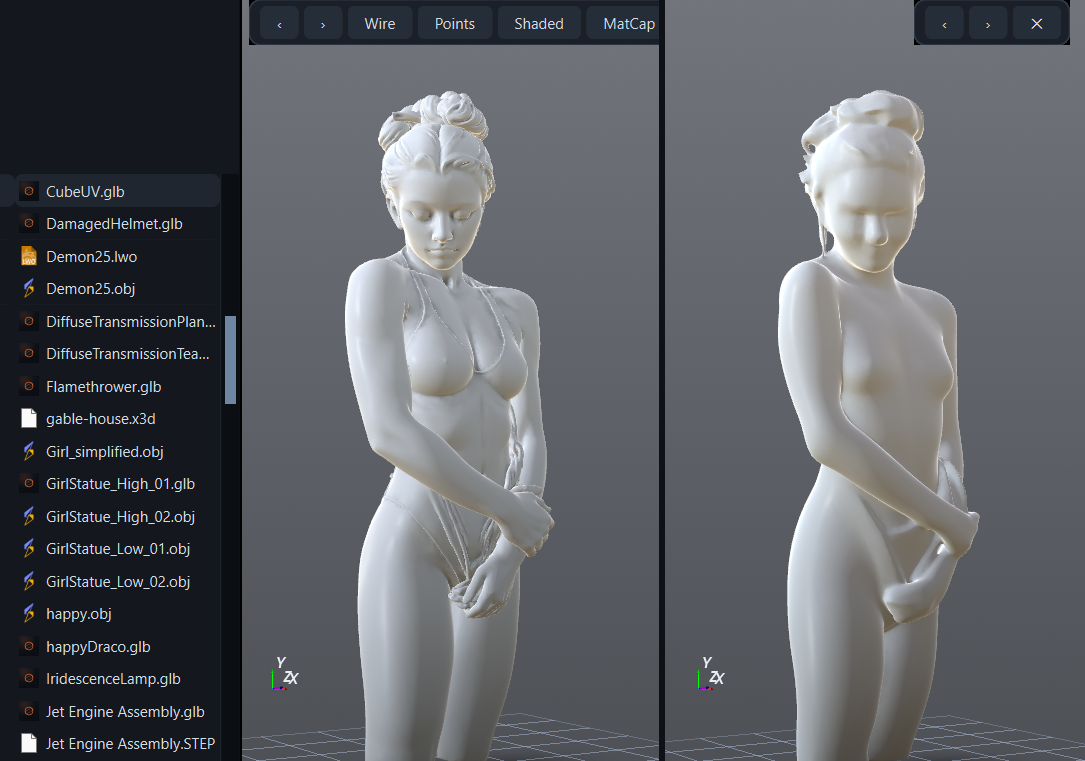 ‹ › Wire Points Shaded MatCap
‹ › ✕
CubeUV.glb
DamagedHelmet.glb
Demon25.lwo
Demon25.obj
DiffuseTransmissionPlan...
DiffuseTransmissionTea...
Flamethrower.glb
gable-house.x3d
Girl_simplified.obj
GirlStatue_High_01.glb
GirlStatue_High_02.obj
GirlStatue_Low_01.obj
GirlStatue_Low_02.obj
happy.obj
happyDraco.glb
IridescenceLamp.glb
Jet Engine Assembly.glb
Jet Engine Assembly.STEP
Y
ZX
Y
ZX